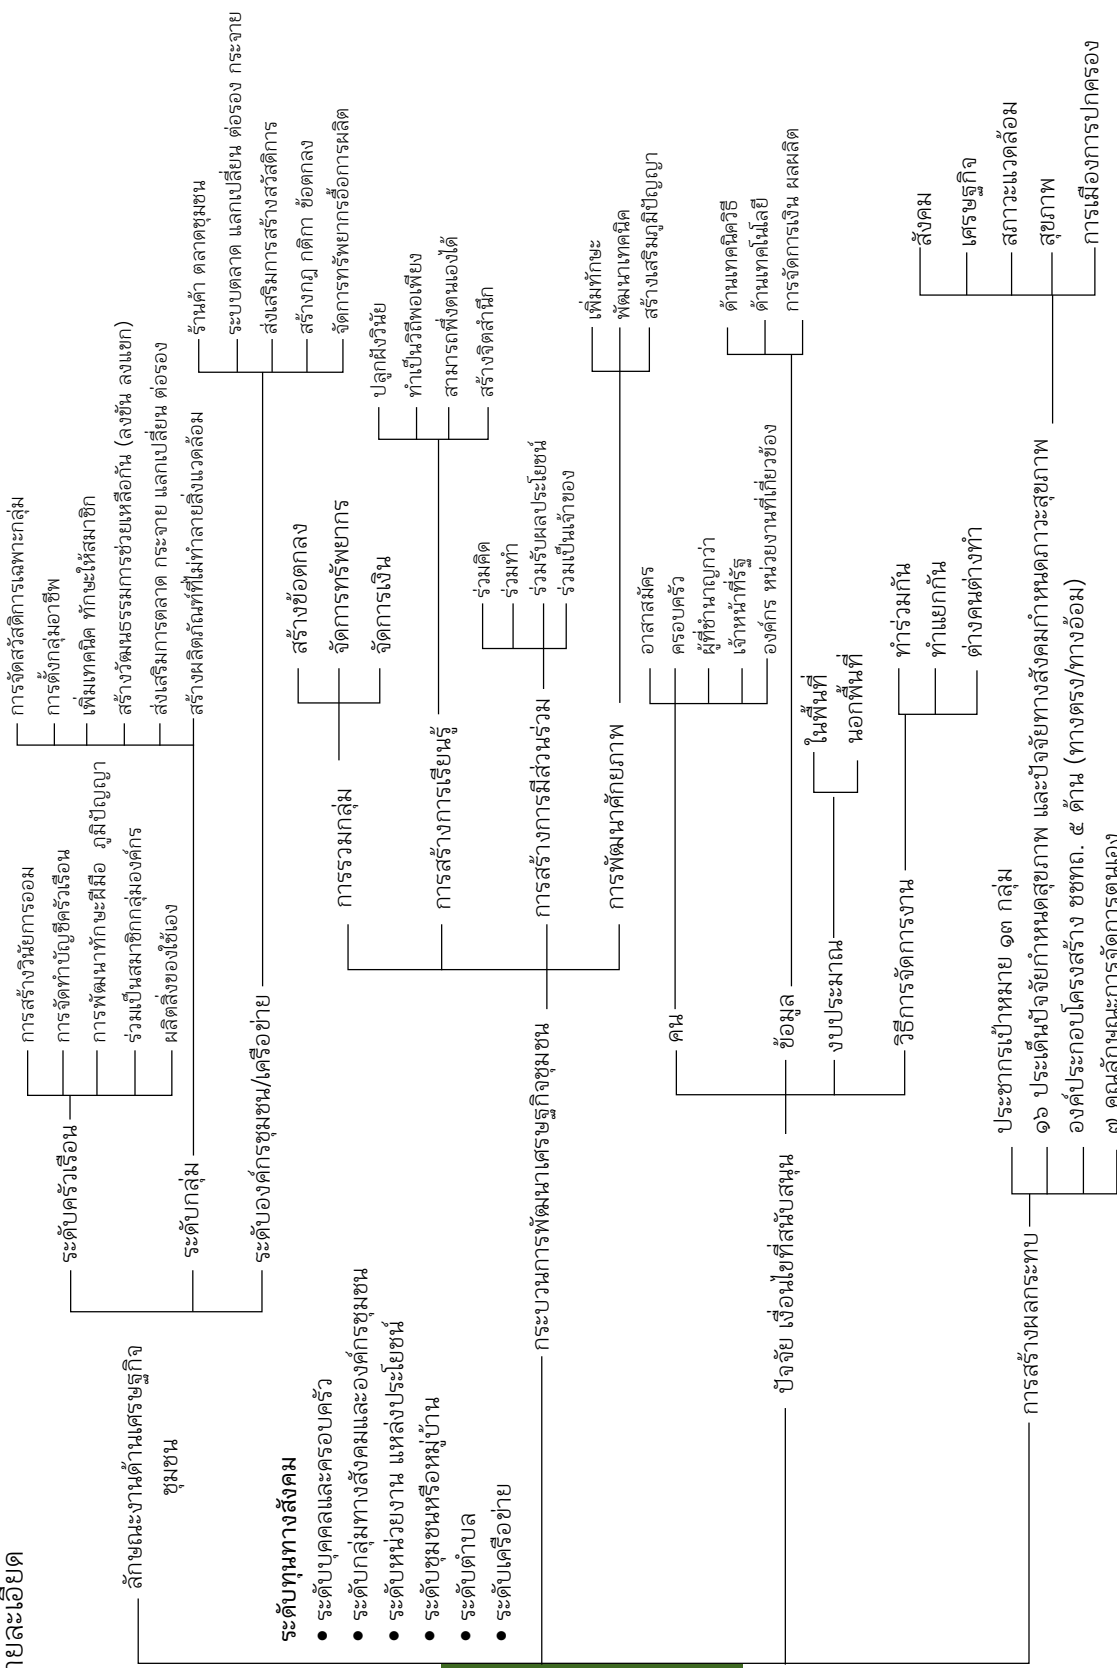 ายละเอียด
ลักษณะงานด้านเศรษฐกิจ
ชุมชน
ระดับครัวเรือน
การสร้างวินัยการออม
การจัดทำบัญชีครัวเรือน
การพัฒนาทักษะฝีมือ ภูมิปัญญา
ร่วมเป็นสมาชิกกลุ่มองค์กร
ผลิตสิ่งของใช้เอง
ระดับกลุ่ม
การจัดสวัสดิการเฉพาะกลุ่ม
การตั้งกลุ่มอาชีพ
เพิ่มเทคนิค ทักษะให้สมาชิก
สร้างวัฒนธรรมการช่วยเหลือกัน (ลงขัน ลงแขก)
ส่งเสริมการตลาด กระจาย แลกเปลี่ยน ต่อรอง
สร้างผลิตภัณฑ์ที่ไม่ทำลายสิ่งแวดล้อม
ระดับองค์กรชุมชน/เครือข่าย
ร้านค้า ตลาดชุมชน
ระบบตลาด แลกเปลี่ยน ต่อรอง กระจาย
ส่งเสริมการสร้างสวัสดิการ
สร้างกฎ กติกา ข้อตกลง
จัดการทรัพยากรเอื้อการผลิต
ระดับทุนทางสังคม
● ระดับบุคคลและครอบครัว
● ระดับกลุ่มทางสังคมและองค์กรชุมชน
● ระดับหน่วยงาน แหล่งประโยชน์
● ระดับชุมชนหรือหมู่บ้าน
● ระดับตำบล
● ระดับเครือข่าย
กระบวนการพัฒนาเศรษฐกิจชุมชน
การรวมกลุ่ม
สร้างข้อตกลง
จัดการทรัพยากร
จัดการเงิน
การสร้างการเรียนรู้
ปลูกฝังวินัย
ทำเป็นวิถีพอเพียง
สามารถพึ่งตนเองได้
สร้างจิตสำนึก
การสร้างการมีส่วนร่วม
ร่วมคิด
ร่วมทำ
ร่วมรับผลประโยชน์
ร่วมเป็นเจ้าของ
การพัฒนาศักยภาพ
เพิ่มทักษะ
พัฒนาเทคนิค
สร้างเสริมภูมิปัญญา
ปัจจัย เงื่อนไขที่สนับสนุน
คน
อาสาสมัคร
ครอบครัว
ผู้ที่ชำนาญกว่า
เจ้าหน้าที่รัฐ
องค์กร หน่วยงานที่เกี่ยวข้อง
ข้อมูล
ด้านเทคนิควิธี
ด้านเทคโนโลยี
การจัดการเงิน ผลผลิต
งบประมาณ
ในพื้นที่
นอกพื้นที่
วิธีการจัดการงาน
ทำร่วมกัน
ทำแยกกัน
ต่างคนต่างทำ
การสร้างผลกระทบ
ประชากรเป้าหมาย ๑๓ กลุ่ม
๑๖ ประเด็นปัจจัยกำหนดสุขภาพ และปัจจัยทางสังคมกำหนดภาวะสุขภาพ
องค์ประกอบโครงสร้าง ชชทถ. ๕ ด้าน (ทางตรง/ทางอ้อม)
๗ คุณลักษณะการจัดการตนเอง
สังคม
เศรษฐกิจ
สภาวะแวดล้อม
สุขภาพ
การเมืองการปกครอง